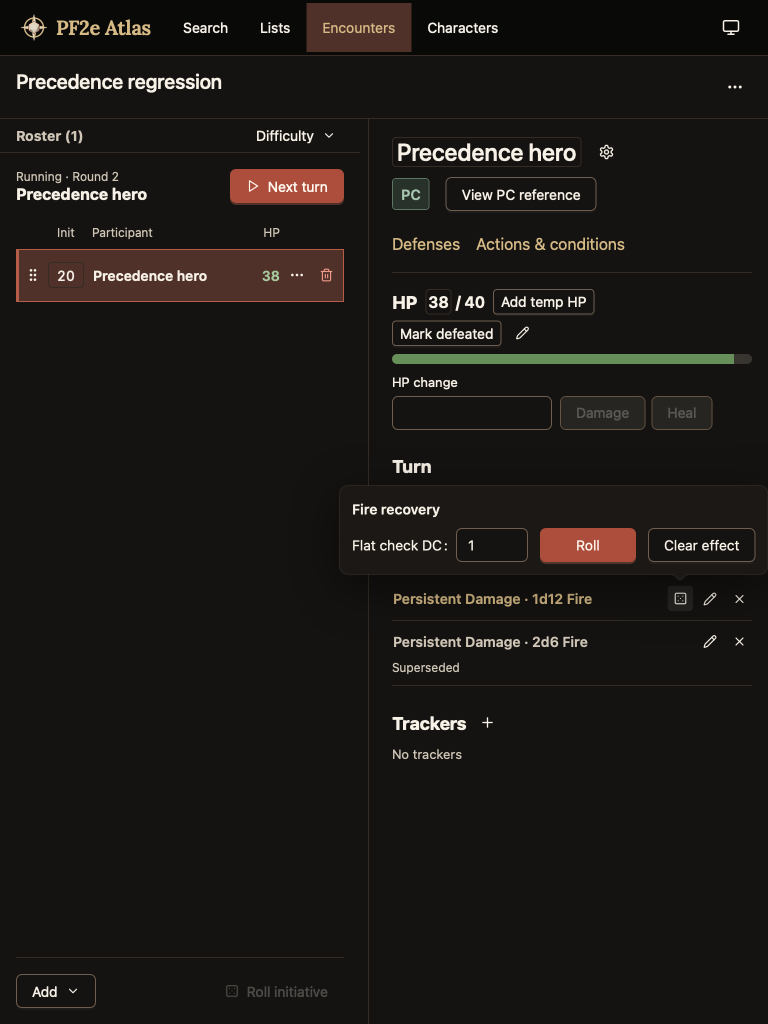 PF2e Atlas Search Lists Encounters Characters
Precedence regression
Roster (1) Difficulty
Running · Round 2
Precedence hero
Next turn
Init Participant HP
20 Precedence hero 38
Add
Roll initiative
Precedence hero
PC View PC reference
Defenses Actions & conditions
HP 38 / 40 Add temp HP
Mark defeated
HP change
Damage Heal
Turn
Fire recovery
Flat check DC: 1 Roll Clear effect
Persistent Damage · 1d12 Fire
Persistent Damage · 2d6 Fire
Superseded
Trackers +
No trackers